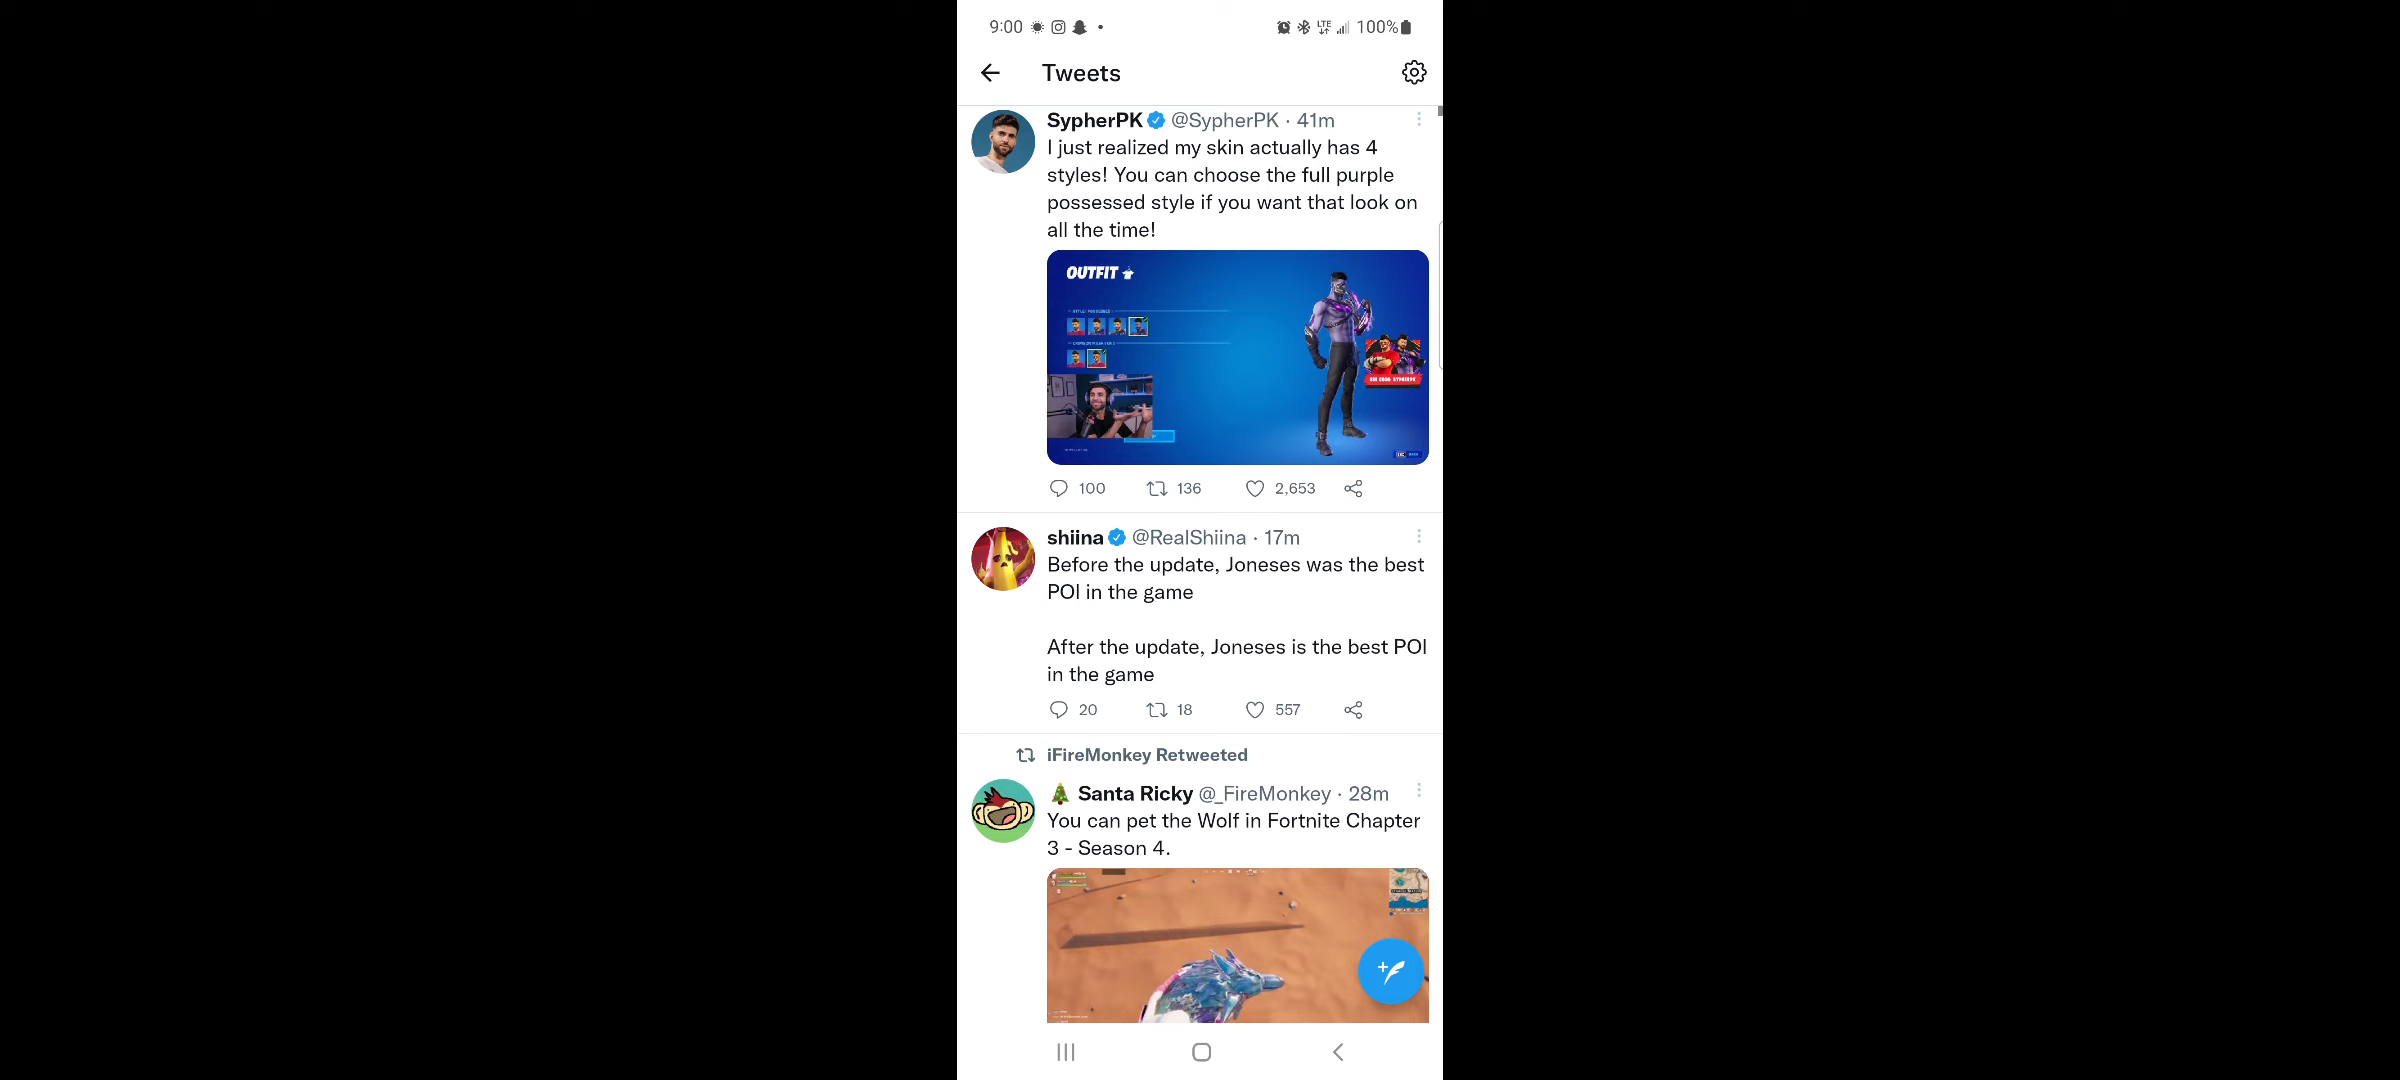 9:00
LTE
100%
Tweets
SypherPK @SypherPK · 41m
I just realized my skin actually has 4
styles! You can choose the full purple
possessed style if you want that look on
all the time!
OUTFIT
USE CODE SYPHERPK
100 136 2,653
shiina @RealShiina · 17m
Before the update, Joneses was the best
POI in the game
After the update, Joneses is the best POI
in the game
20 18 557
iFireMonkey Retweeted
Santa Ricky @_FireMonkey · 28m
You can pet the Wolf in Fortnite Chapter
3 - Season 4.